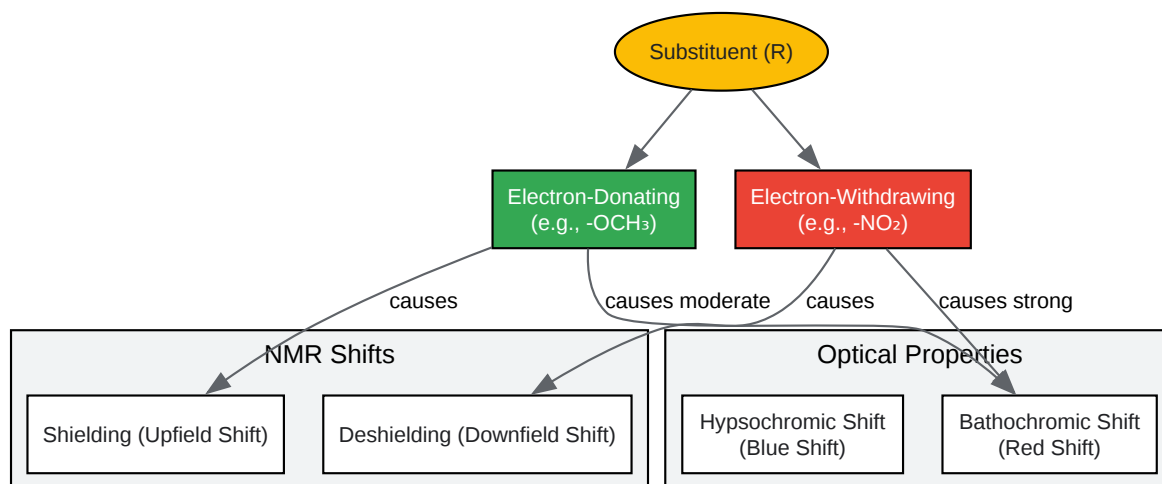 Substituent (R)
Electron-Donating
(e.g., -OCH₃)
Electron-Withdrawing
(e.g., -NO₂)
causes
causes moderate
causes
causes strong
NMR Shifts
Optical Properties
Shielding (Upfield Shift)
Deshielding (Downfield Shift)
Hypsochromic Shift
(Blue Shift)
Bathochromic Shift
(Red Shift)